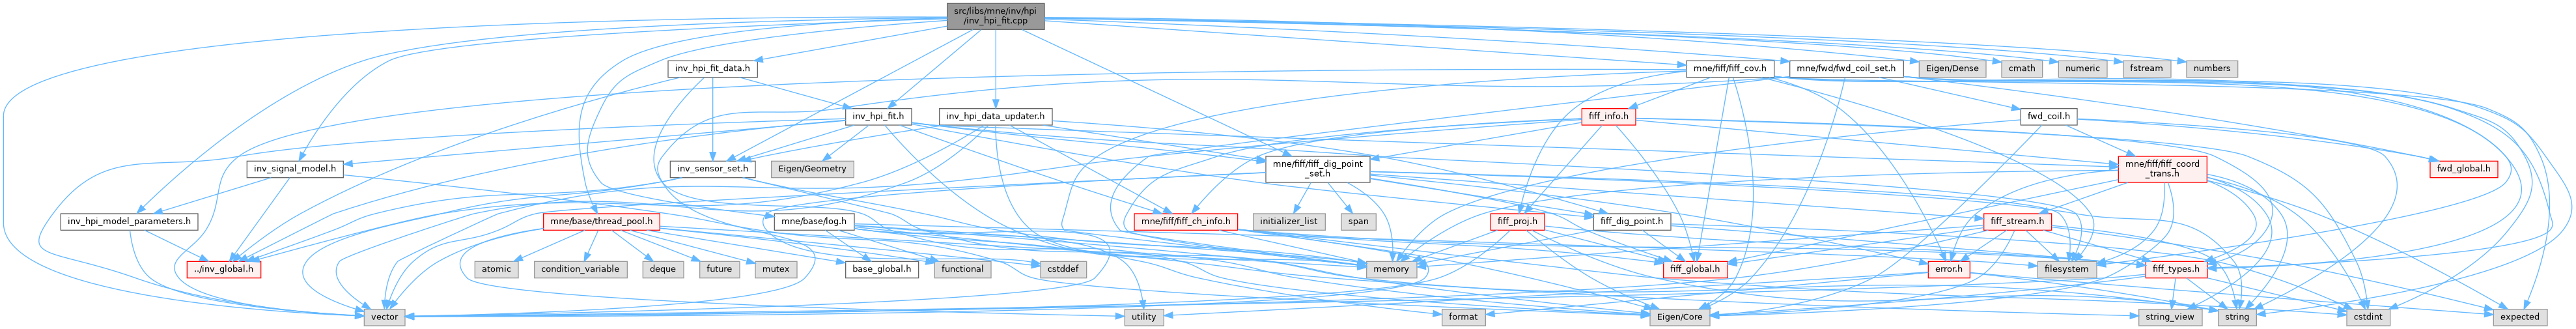 src/libs/mne/inv/hpi
/inv_hpi_fit.cpp
inv_hpi_fit_data.h
mne/fiff/fiff_cov.h
mne/fwd/fwd_coil_set.h
Eigen/Dense
cmath
numeric
fstream
numbers
inv_hpi_fit.h
inv_hpi_data_updater.h
fiff_info.h
fwd_coil.h
inv_signal_model.h
Eigen/Geometry
inv_sensor_set.h
mne/fiff/fiff_dig_point
_set.h
mne/fiff/fiff_coord
_trans.h
fwd_global.h
inv_hpi_model_parameters.h
mne/base/thread_pool.h
mne/base/log.h
mne/fiff/fiff_ch_info.h
initializer_list
span
fiff_proj.h
fiff_dig_point.h
fiff_stream.h
../inv_global.h
atomic
condition_variable
deque
future
mutex
base_global.h
functional
cstddef
memory
fiff_global.h
filesystem
error.h
fiff_types.h
vector
utility
format
Eigen/Core
string_view
string
cstdint
expected